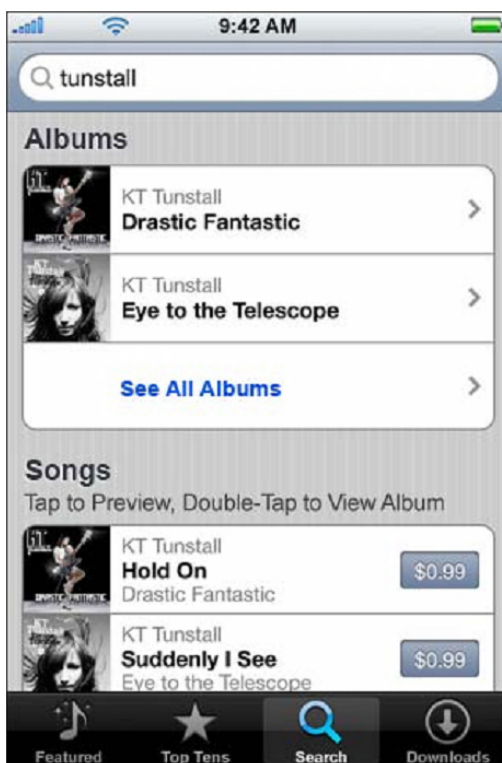 9:42 AM
tunstall
Albums
KT Tunstall
Drastic Fantastic
KT Tunstall
Eye to the Telescope
See All Albums
Songs
Tap to Preview, Double-Tap to View Album
KT Tunstall
Hold On
$0.99
Drastic Fantastic
KT Tunstall
Suddenly I See
$0.99
Eye to the Telescope
Featured
Top Tens
Search
Downloads